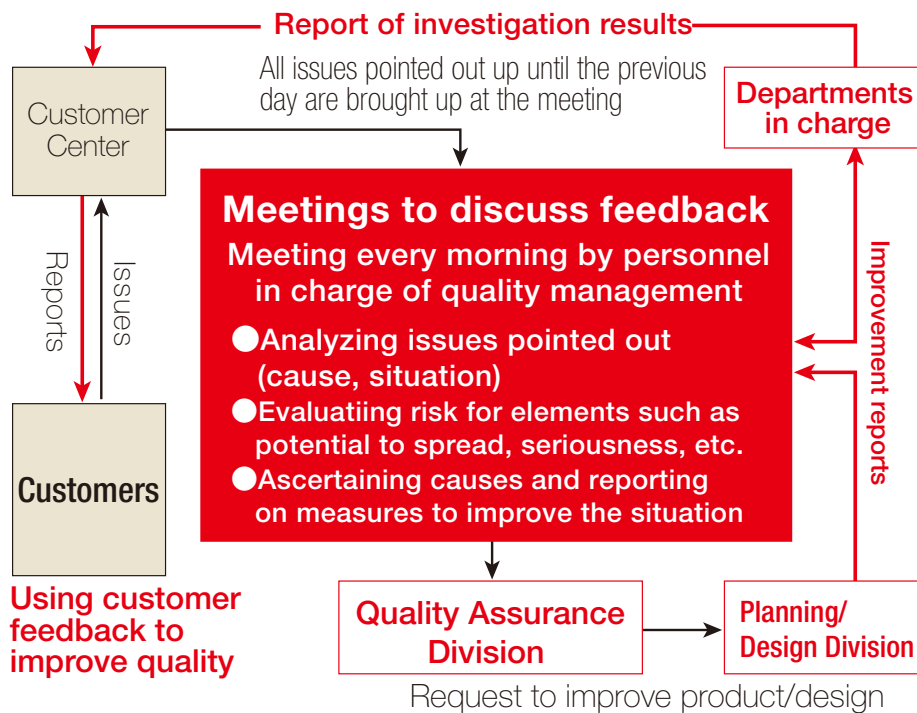 Report of investigation results
All issues pointed out up until the previous
day are brought up at the meeting
Customer
Center
Departments
in charge
Meetings to discuss feedback
Meeting every morning by personnel
in charge of quality management
●Analyzing issues pointed out
(cause, situation)
●Evaluatiing risk for elements such as
potential to spread, seriousness, etc.
●Ascertaining causes and reporting
on measures to improve the situation
Reports
Issues
Improvement reports
Customers
Using customer
feedback to
improve quality
Quality Assurance
Division
Planning/
Design Division
Request to improve product/design